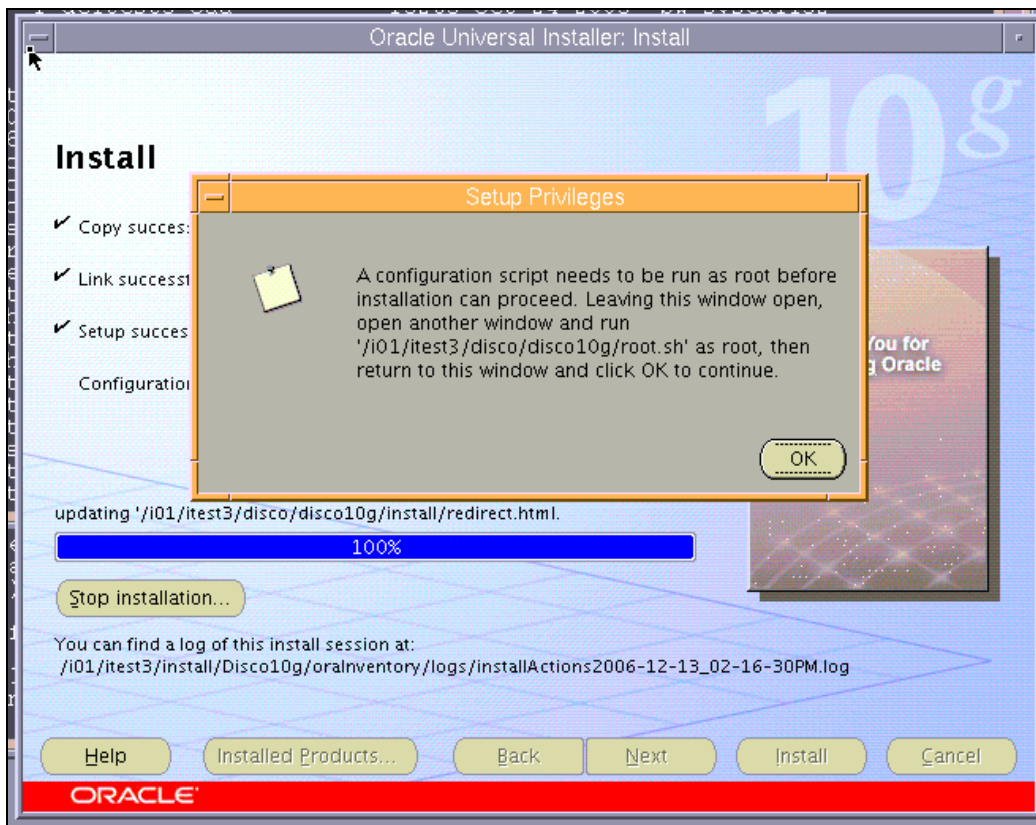 Oracle Universal Installer: Install
10g
Install
Setup Privileges
Copy succes
Link success
Setup succes
Configuration
A configuration script needs to be run as root before
installation can proceed. Leaving this window open,
open another window and run
'/i01/itest3/disco/disco10g/root.sh' as root, then
return to this window and click OK to continue.
You for
g Oracle
OK
updating '/i01/itest3/disco/disco10g/install/redirect.html.
100%
Stop installation...
You can find a log of this install session at:
/i01/itest3/install/Disco10g/oraInventory/logs/installActions2006-12-13_02-16-30PM.log
Help
Installed Products...
Back
Next
Install
Cancel
ORACLE